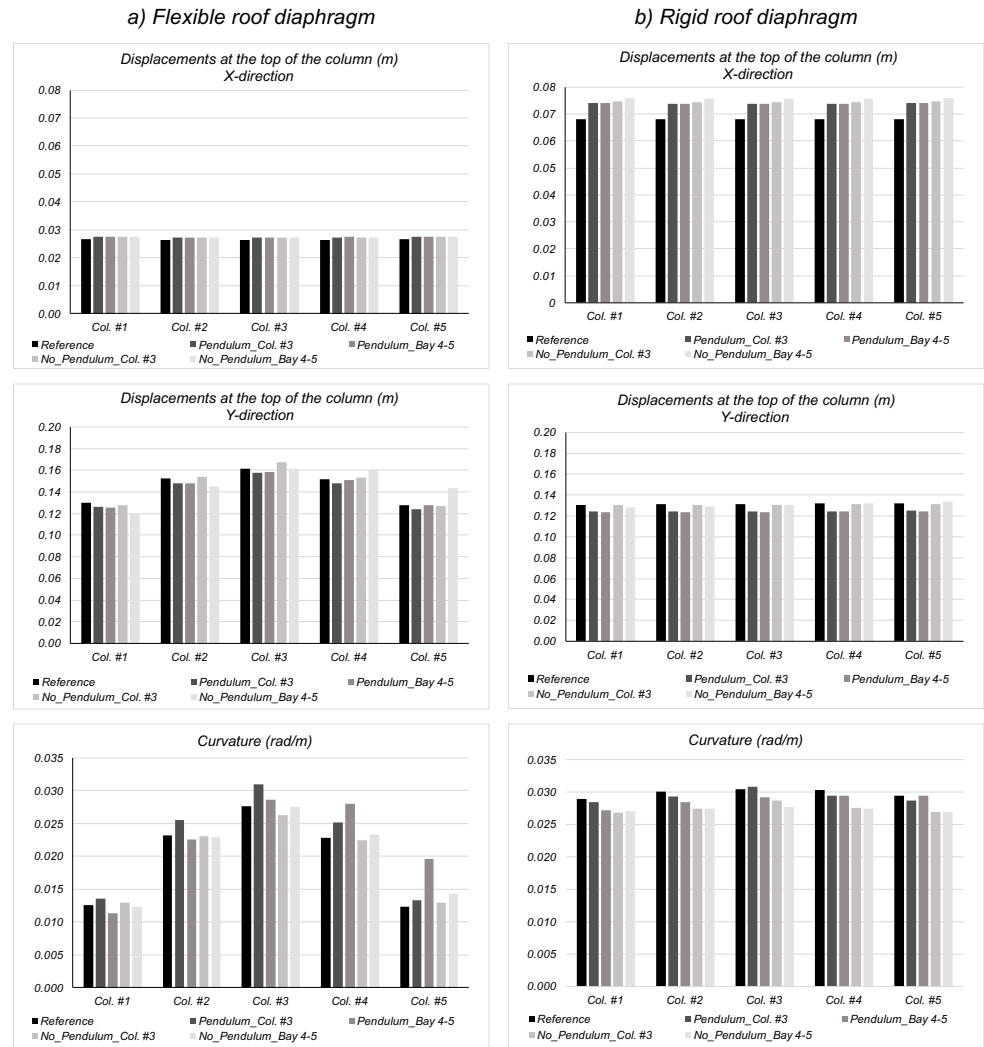 a) Flexible roof diaphragm
Displacements at the top of the column (m)
X-direction
0.08
0.07
0.06
0.05
0.04
0.03
0.02
0.01
0.00
Col. #1 Col. #2 Col. #3 Col. #4 Col. #5
Reference Pendulum_Col. #3 Pendulum_Bay 4-5
No_Pendulum_Col. #3 No_Pendulum_Bay 4-5
Displacements at the top of the column (m)
Y-direction
0.20
0.18
0.16
0.14
0.12
0.10
0.08
0.06
0.04
0.02
0.00
Col. #1 Col. #2 Col. #3 Col. #4 Col. #5
Reference Pendulum_Col. #3 Pendulum_Bay 4-5
No_Pendulum_Col. #3 No_Pendulum_Bay 4-5
Curvature (rad/m)
0.035
0.030
0.025
0.020
0.015
0.010
0.005
0.000
Col. #1 Col. #2 Col. #3 Col. #4 Col. #5
Reference Pendulum_Col. #3 Pendulum_Bay 4-5
No_Pendulum_Col. #3 No_Pendulum_Bay 4-5
b) Rigid roof diaphragm
Displacements at the top of the column (m)
X-direction
0.08
0.07
0.06
0.05
0.04
0.03
0.02
0.01
0
Col. #1 Col. #2 Col. #3 Col. #4 Col. #5
Reference Pendulum_Col. #3 Pendulum_Bay 4-5
No_Pendulum_Col. #3 No_Pendulum_Bay 4-5
Displacements at the top of the column (m)
Y-direction
0.20
0.18
0.16
0.14
0.12
0.10
0.08
0.06
0.04
0.02
0.00
Col. #1 Col. #2 Col. #3 Col. #4 Col. #5
Reference Pendulum_Col. #3 Pendulum_Bay 4-5
No_Pendulum_Col. #3 No_Pendulum_Bay 4-5
Curvature (rad/m)
0.035
0.030
0.025
0.020
0.015
0.010
0.005
0.000
Col. #1 Col. #2 Col. #3 Col. #4 Col. #5
Reference Pendulum_Col. #3 Pendulum_Bay 4-5
No_Pendulum_Col. #3 No_Pendulum_Bay 4-5